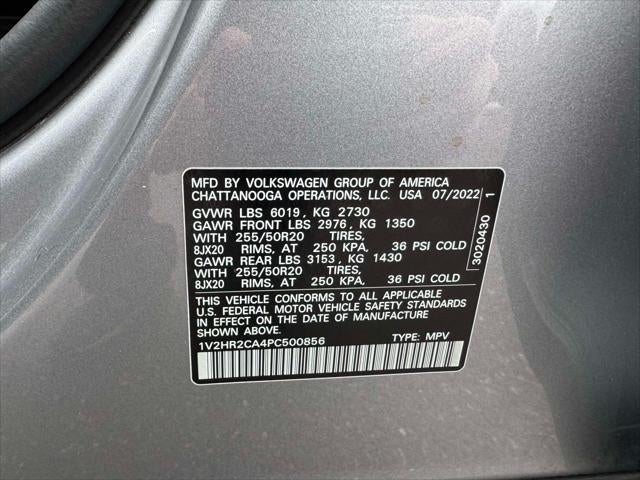 MFD BY VOLKSWAGEN GROUP OF AMERICA
CHATTANOOGA OPERATIONS, LLC. USA 07/2022
GVWR LBS 6019, KG 2730
GAWR FRONT LBS 2976, KG 1350
WITH 255/50R20 TIRES,
8JX20 RIMS, AT 250 KPA, 36 PSI COLD
GAWR REAR LBS 3153, KG 1430
WITH 255/50R20 TIRES,
8JX20 RIMS, AT 250 KPA, 36 PSI COLD
THIS VEHICLE CONFORMS TO ALL APPLICABLE
U.S. FEDERAL MOTOR VEHICLE SAFETY STANDARDS
IN EFFECT ON THE DATE OF MANUFACTURE
SHOWN ABOVE.
1V2HR2CA4PC500856 TYPE: MPV
3020430 1